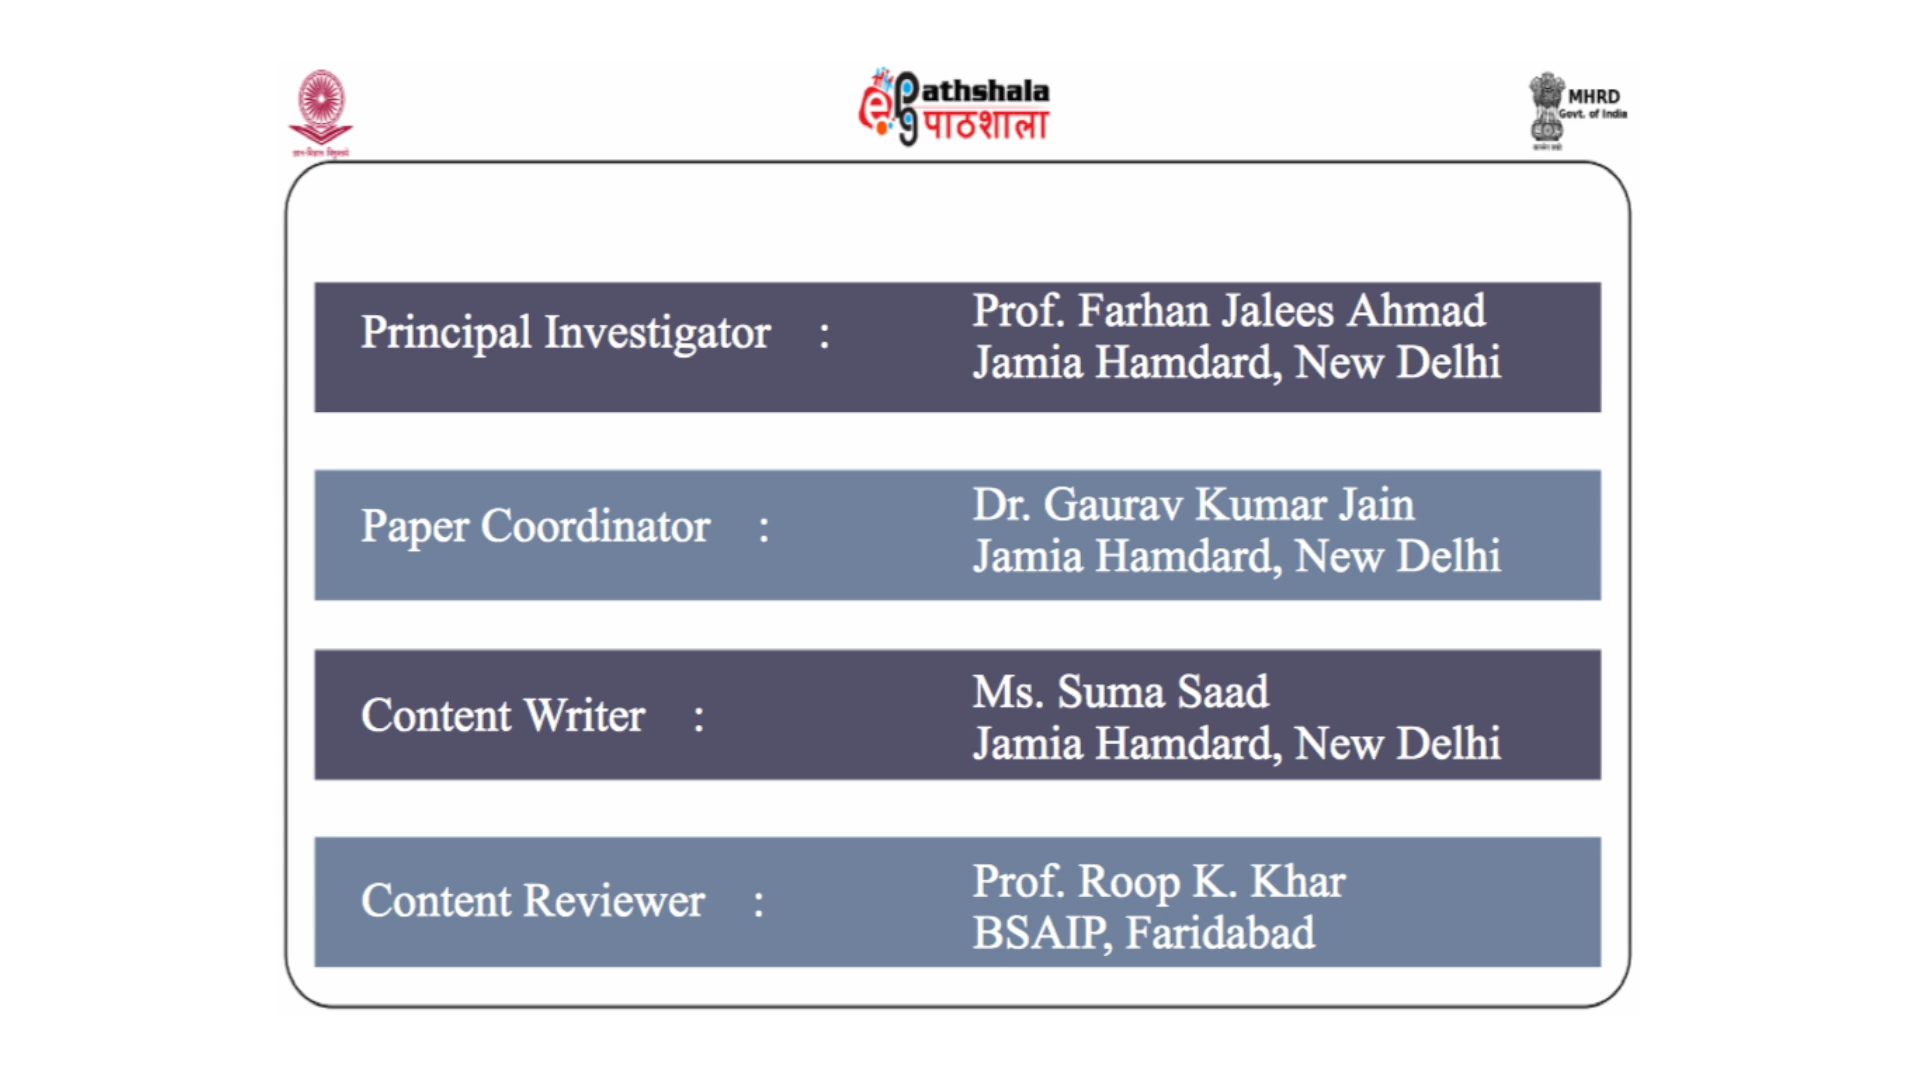 ज्ञान-विज्ञान विमुक्तये
ePG
athshala
पाठशाला
MHRD
Govt. of India
Principal Investigator :
Prof. Farhan Jalees Ahmad
Jamia Hamdard, New Delhi
Paper Coordinator :
Dr. Gaurav Kumar Jain
Jamia Hamdard, New Delhi
Content Writer :
Ms. Suma Saad
Jamia Hamdard, New Delhi
Content Reviewer :
Prof. Roop K. Khar
BSAIP, Faridabad